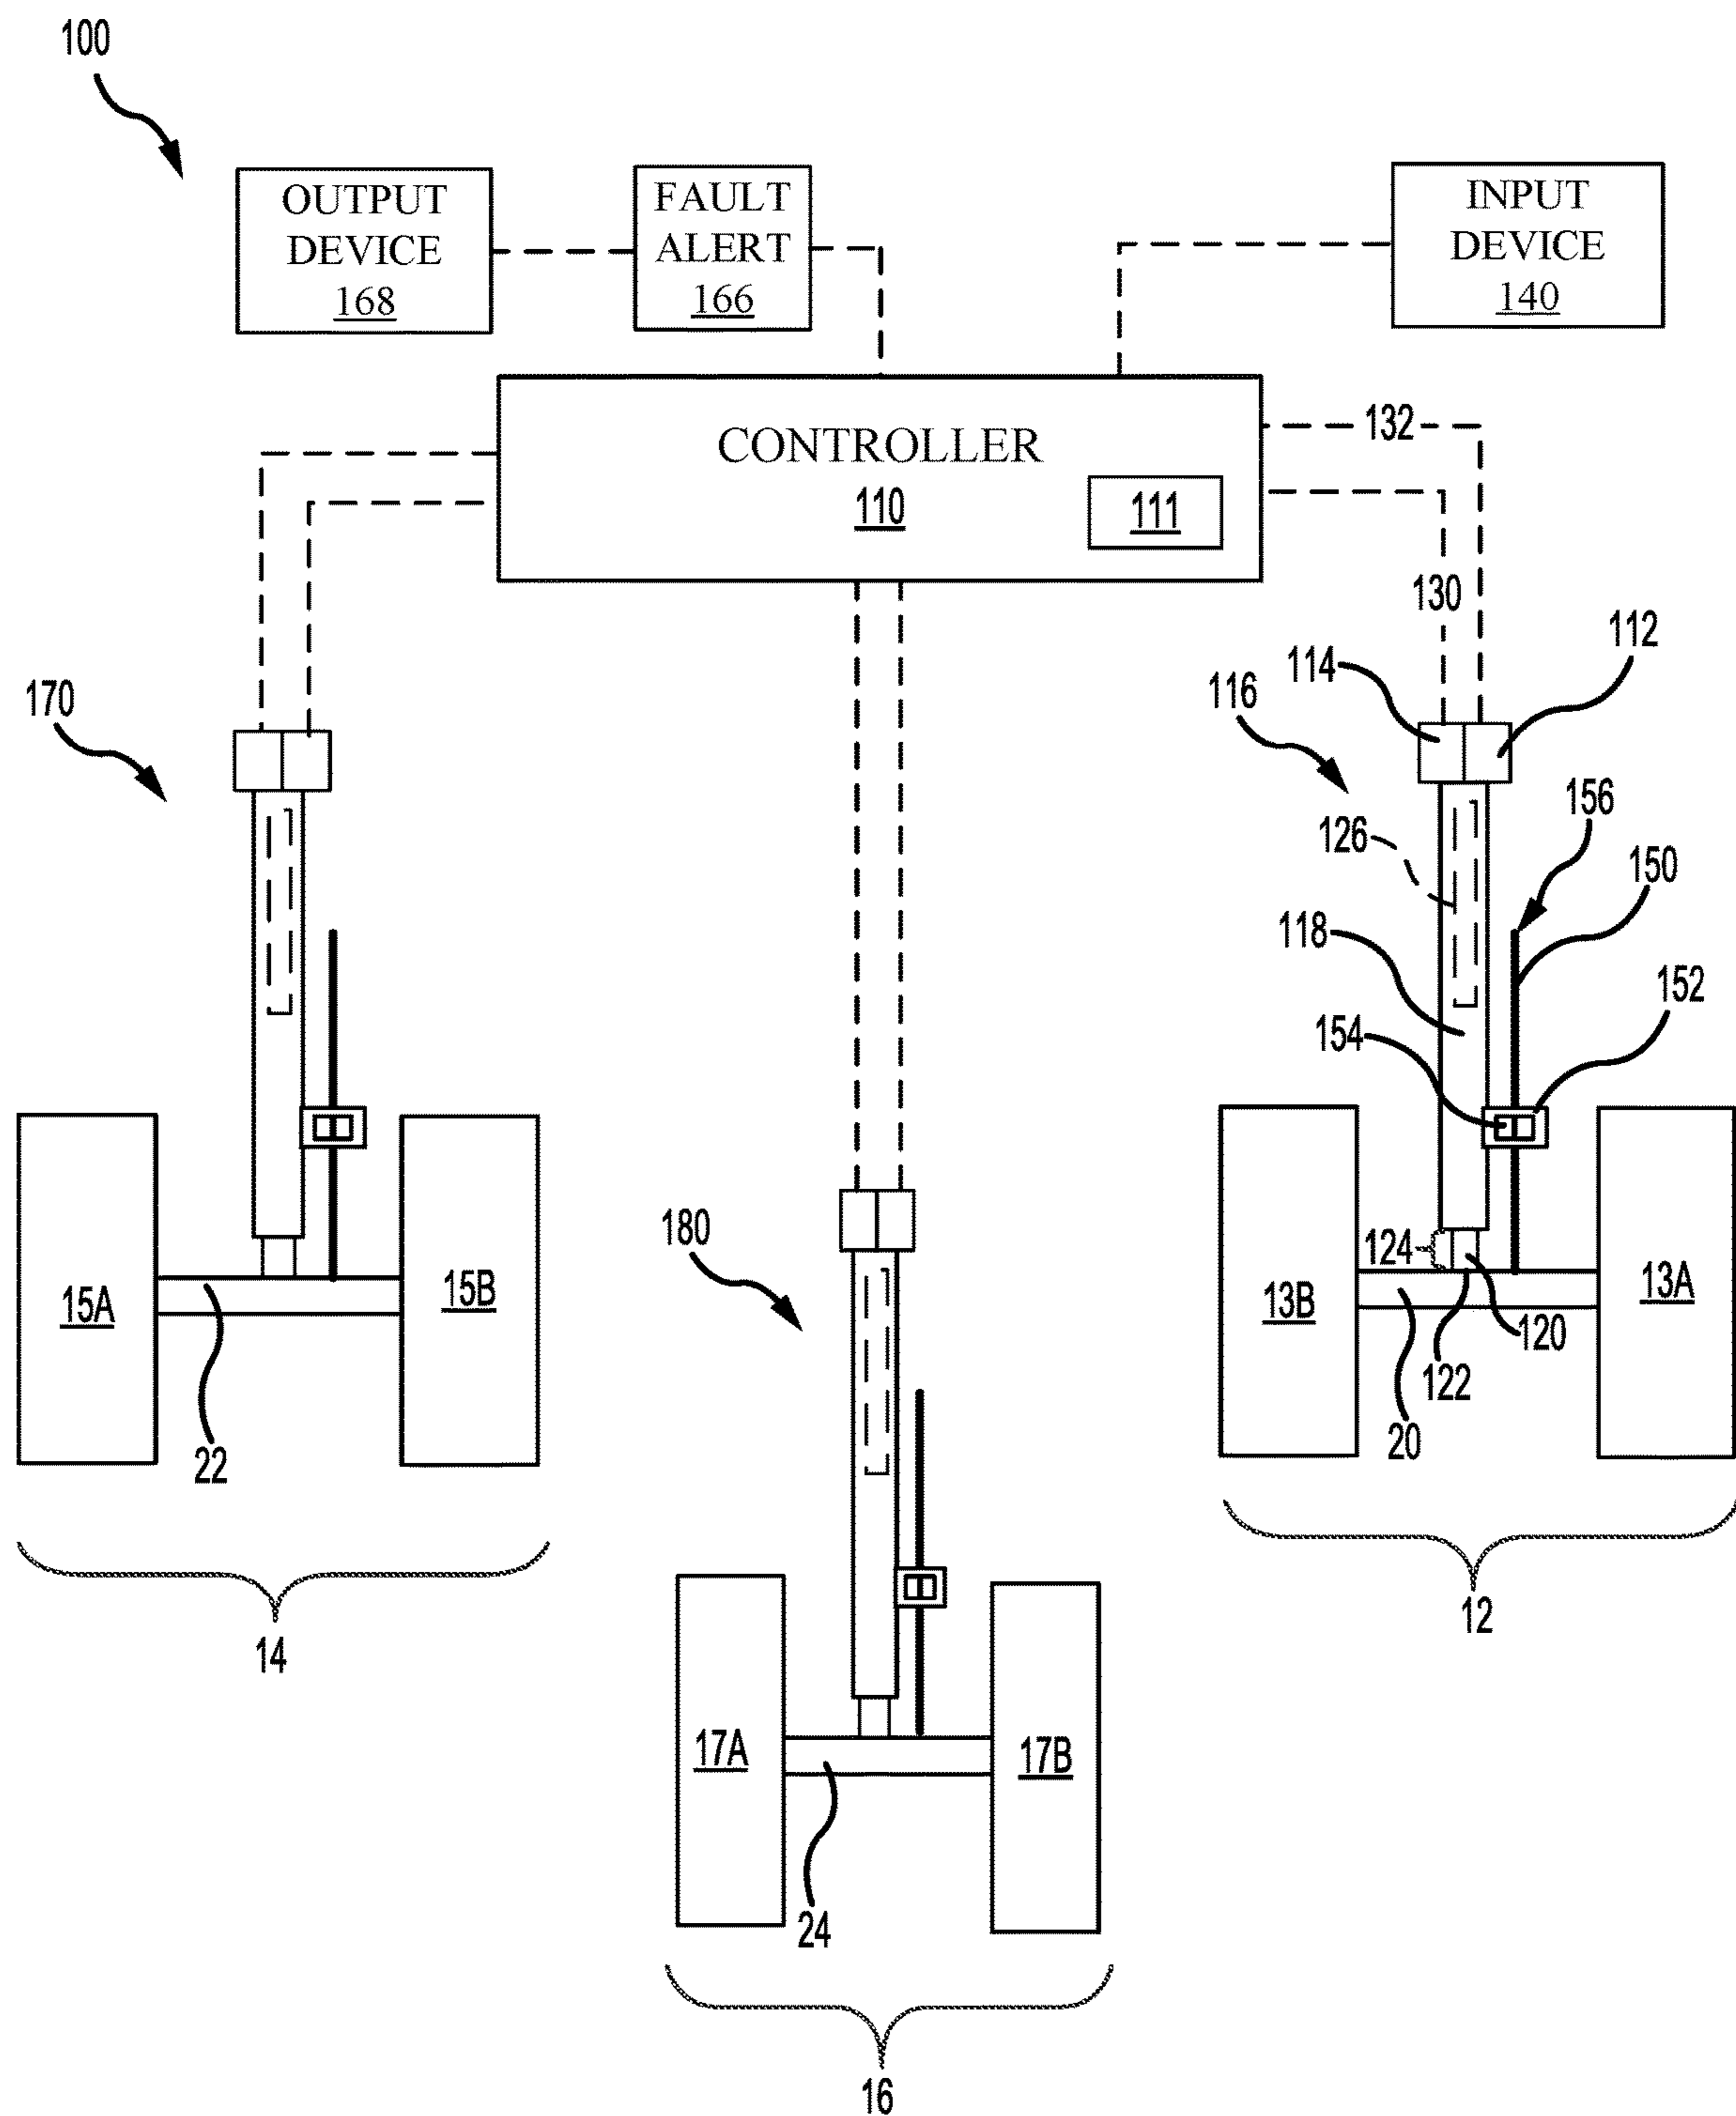 100
OUTPUT
DEVICE
168
FAULT
ALERT
166
INPUT
DEVICE
140
CONTROLLER
110
111
132
130
112
114
116
170
156
126
150
118
152
154
180
124
15A
15B
13B
13A
120
122
20
22
17A
17B
12
14
24
16